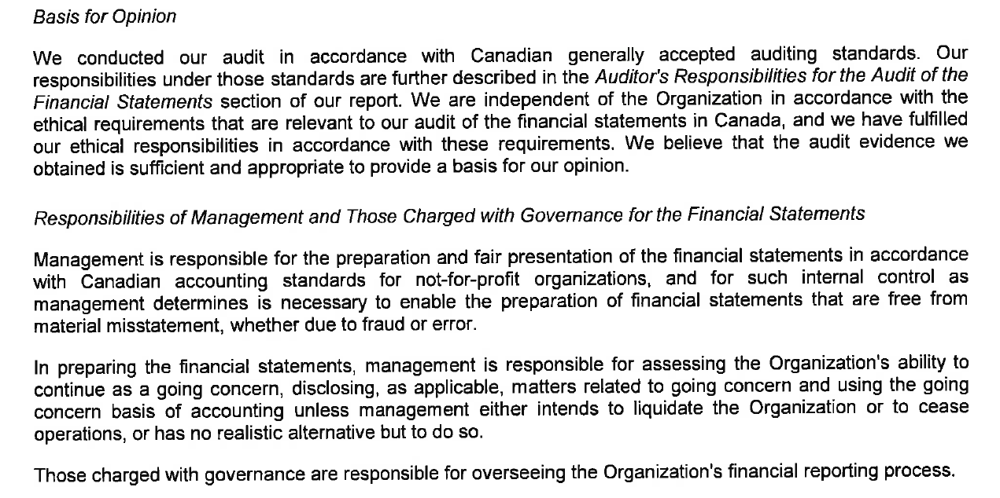 Basis for Opinion
We conducted our audit in accordance with Canadian generally accepted auditing standards. Our
responsibilities under those standards are further described in the Auditor's Responsibilities for the Audit of the
Financial Statements section of our report. We are independent of the Organization in accordance with the
ethical requirements that are relevant to our audit of the financial statements in Canada, and we have fulfilled
our ethical responsibilities in accordance with these requirements. We believe that the audit evidence we
obtained is sufficient and appropriate to provide a basis for our opinion.
Responsibilities of Management and Those Charged with Governance for the Financial Statements
Management is responsible for the preparation and fair presentation of the financial statements in accordance
with Canadian accounting standards for not-for-profit organizations, and for such internal control as
management determines is necessary to enable the preparation of financial statements that are free from
material misstatement, whether due to fraud or error.
In preparing the financial statements, management is responsible for assessing the Organization's ability to
continue as a going concern, disclosing, as applicable, matters related to going concern and using the going
concern basis of accounting unless management either intends to liquidate the Organization or to cease
operations, or has no realistic alternative but to do so.
Those charged with governance are responsible for overseeing the Organization's financial reporting process.